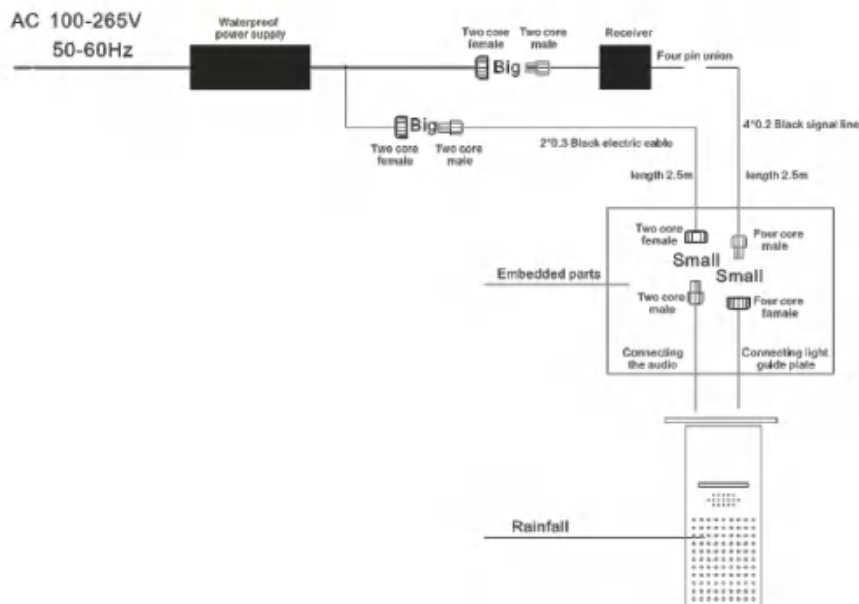 AC 100-265V
50-60Hz
Waterproof
power supply
Two core
female
Big
Two core
male
Receiver
Four pin union
4*0.2 Black signal line
Big
Two core
female
Two core
male
2*0.3 Black electric cable
length 2.5m
length 2.5m
Two core
female
Four core
male
Small
Small
Embedded parts
Two core
male
Four core
famale
Connecting
the audio
Connecting light
guide plate
Rainfall